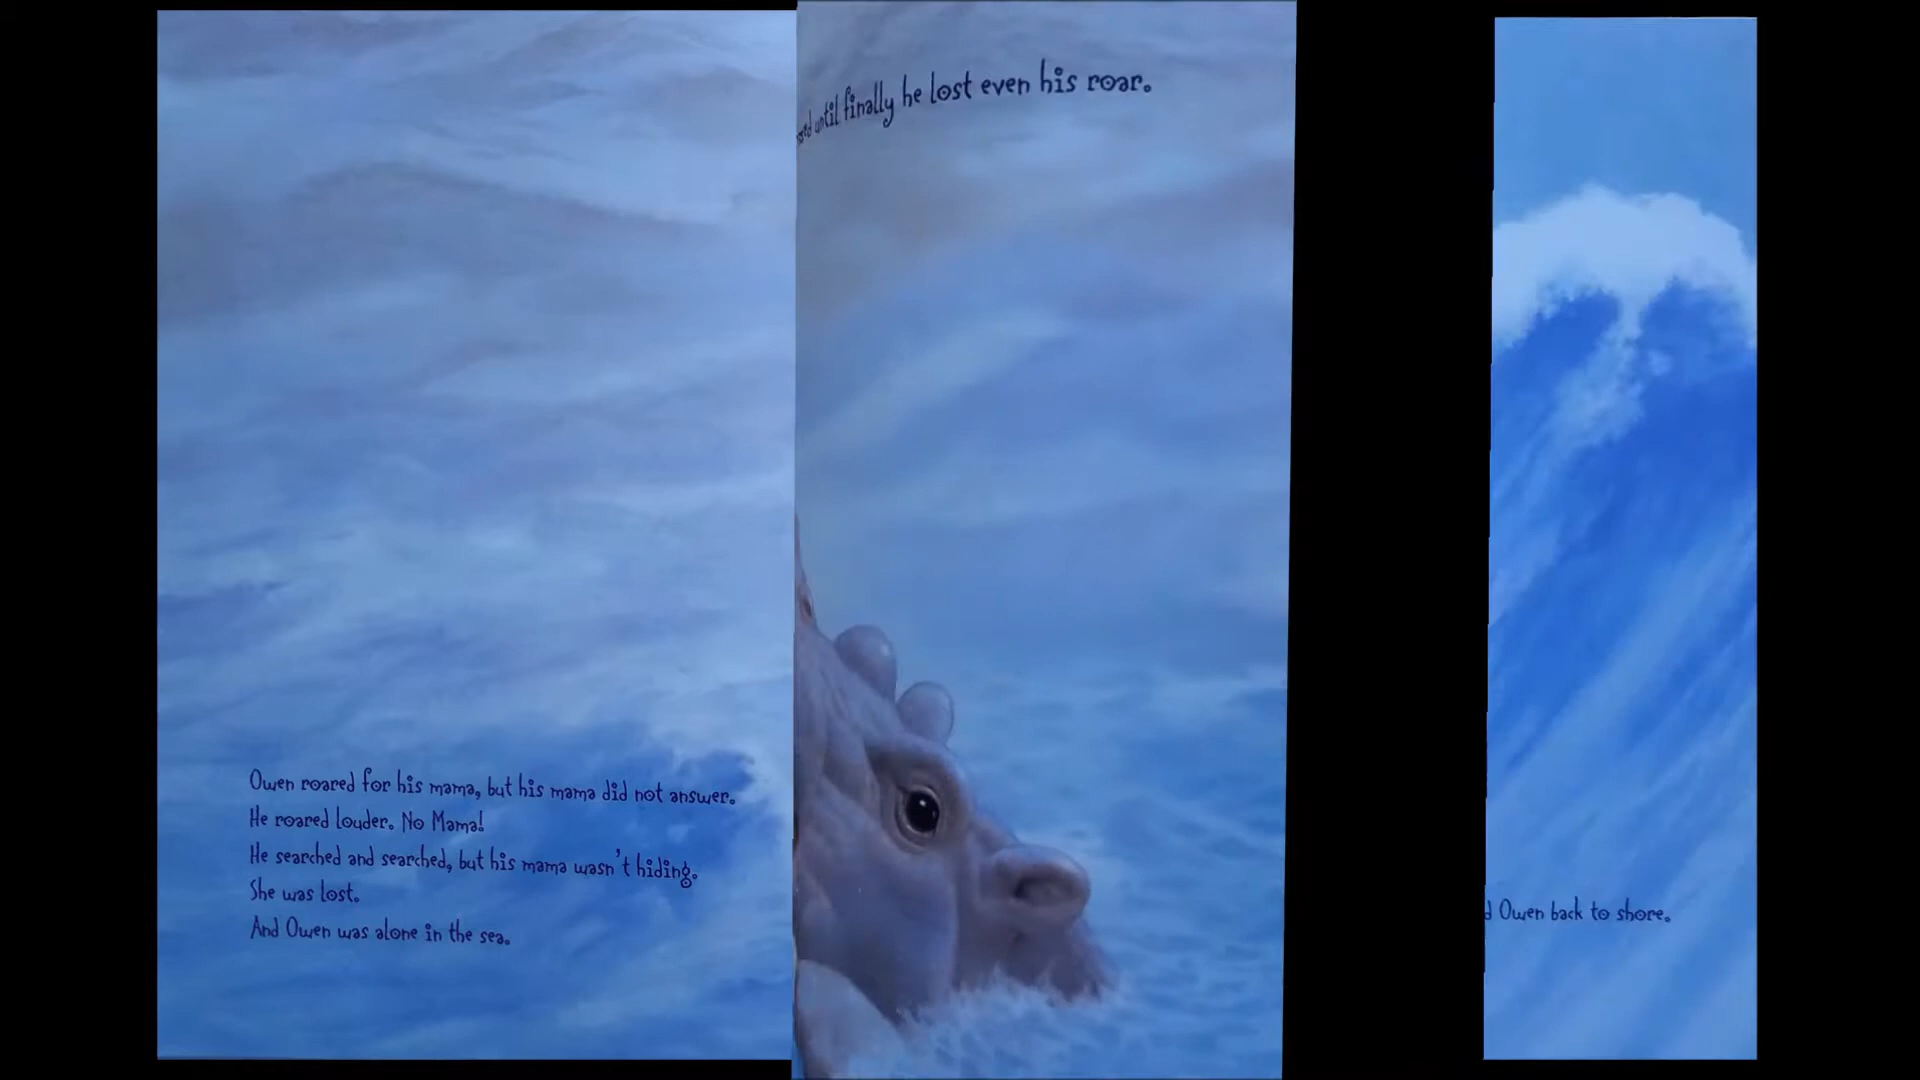 Owen roared for his mama, but his mama did not answer.
He roared louder. No Mama!
He searched and searched, but his mama wasn't hiding.
She was lost.
And Owen was alone in the sea.
until finally he lost even his roar.
Owen back to shore.